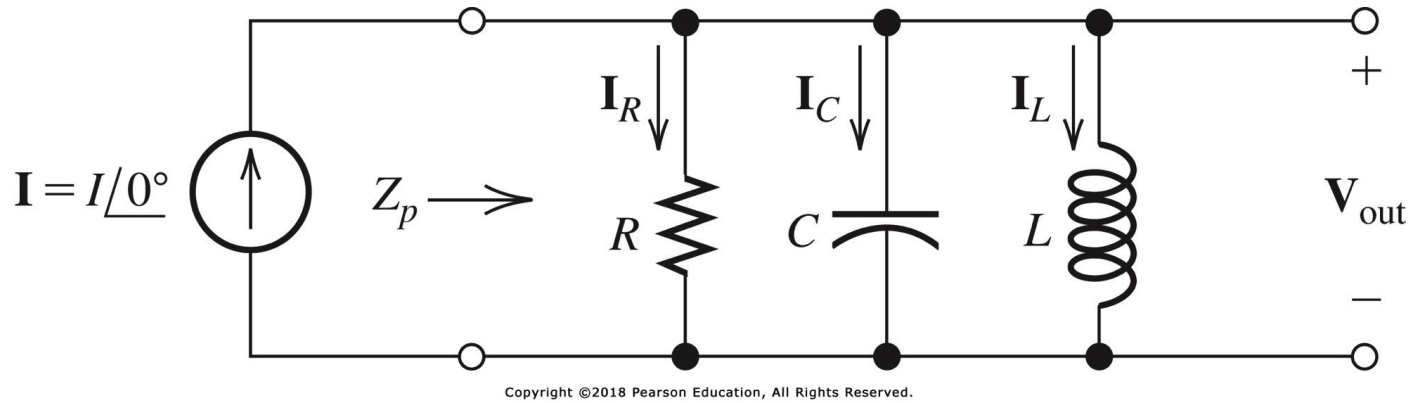 I = I∠0°
Z_p
I_R
R
I_C
C
I_L
L
+
V_out
−
Copyright ©2018 Pearson Education, All Rights Reserved.